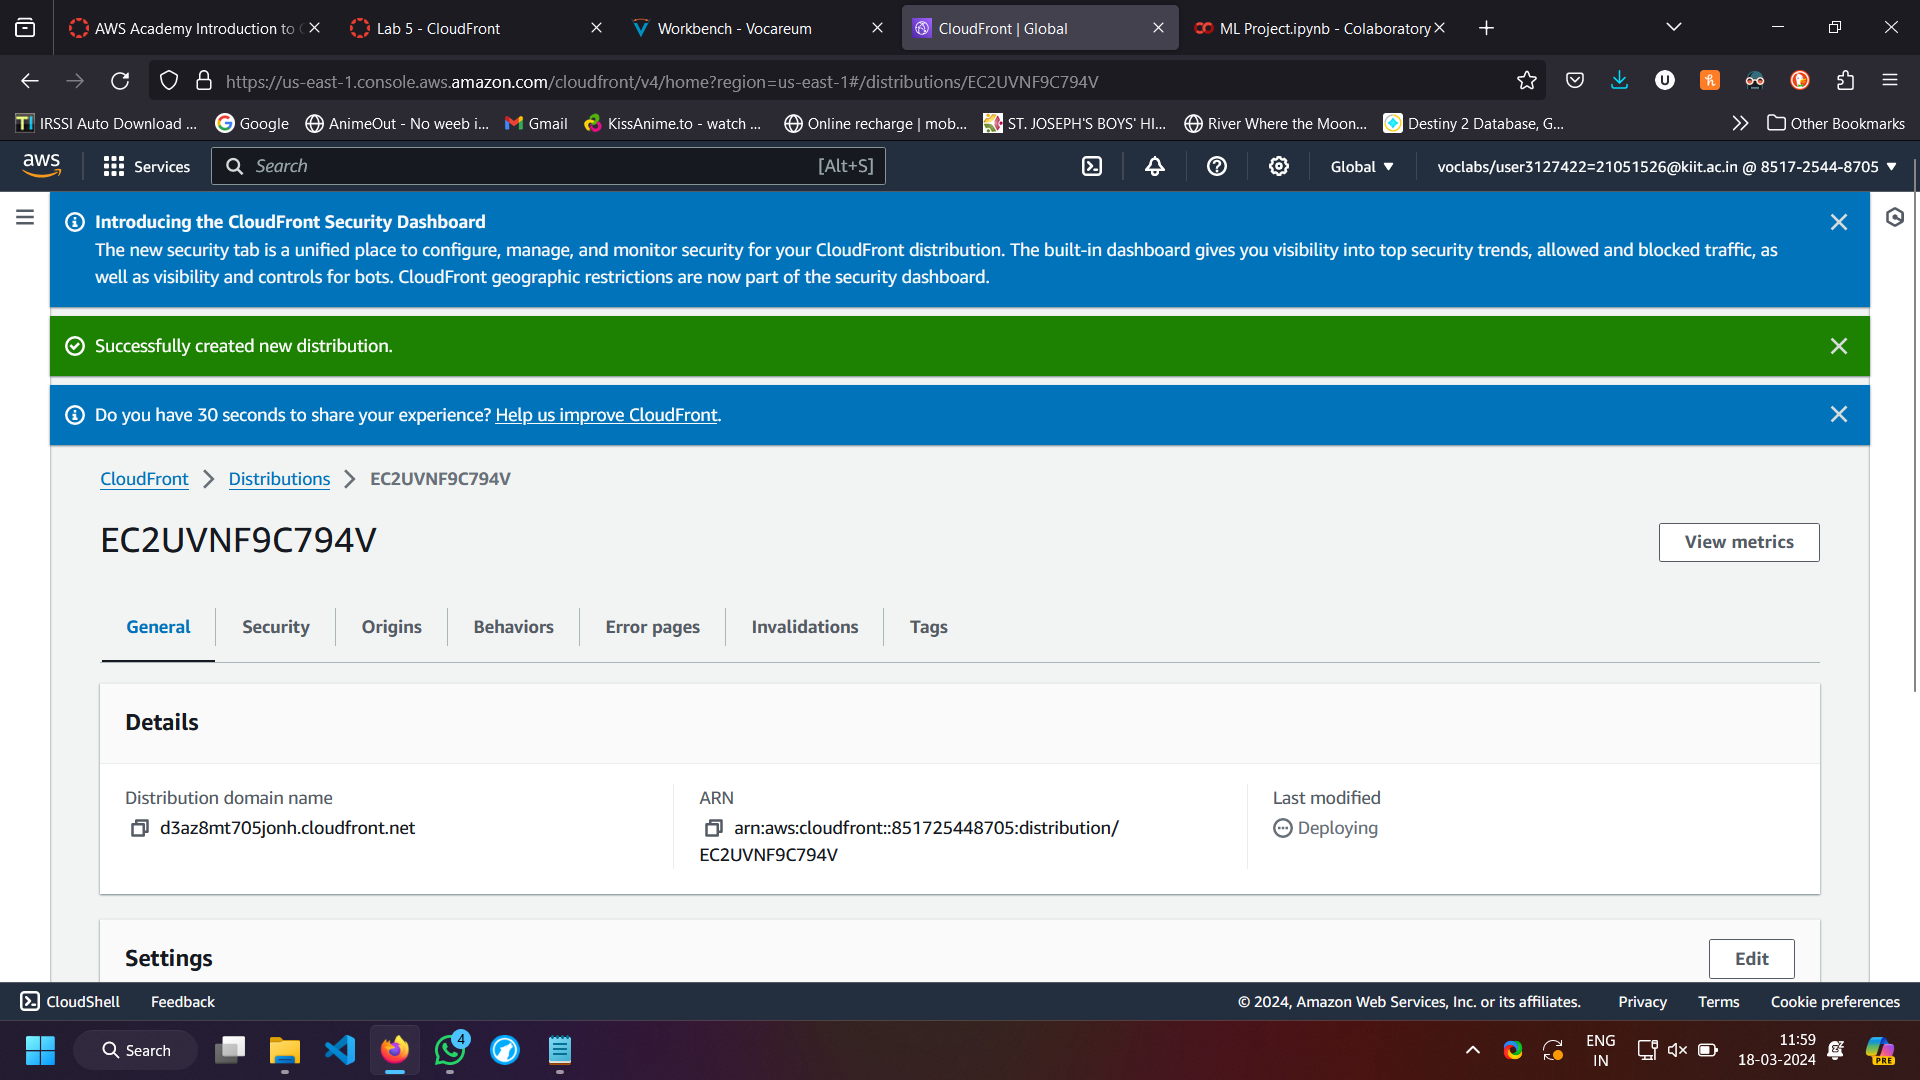 AWS Academy Introduction to C
Lab 5 - CloudFront
Workbench - Vocareum
CloudFront | Global
ML Project.ipynb - Colaboratory
https://us-east-1.console.aws.amazon.com/cloudfront/v4/home?region=us-east-1#/distributions/EC2UVNF9C794V
IRSSI Auto Download ...
Google
AnimeOut - No weeb i...
Gmail
KissAnime.to - watch ...
Online recharge | mob...
ST. JOSEPH'S BOYS' HI...
River Where the Moon...
Destiny 2 Database, G...
Other Bookmarks
aws
Services
Search
[Alt+S]
Global
voclabs/user3127422=21051526@kiit.ac.in @ 8517-2544-8705
Introducing the CloudFront Security Dashboard
The new security tab is a unified place to configure, manage, and monitor security for your CloudFront distribution. The built-in dashboard gives you visibility into top security trends, allowed and blocked traffic, as
well as visibility and controls for bots. CloudFront geographic restrictions are now part of the security dashboard.
Successfully created new distribution.
Do you have 30 seconds to share your experience? Help us improve CloudFront.
CloudFront
Distributions
EC2UVNF9C794V
EC2UVNF9C794V
View metrics
General
Security
Origins
Behaviors
Error pages
Invalidations
Tags
Details
Distribution domain name
d3az8mt705jonh.cloudfront.net
ARN
arn:aws:cloudfront::851725448705:distribution/
EC2UVNF9C794V
Last modified
Deploying
Settings
Edit
CloudShell
Feedback
© 2024, Amazon Web Services, Inc. or its affiliates.
Privacy
Terms
Cookie preferences
Search
4
ENG
IN
11:59
18-03-2024
PRE